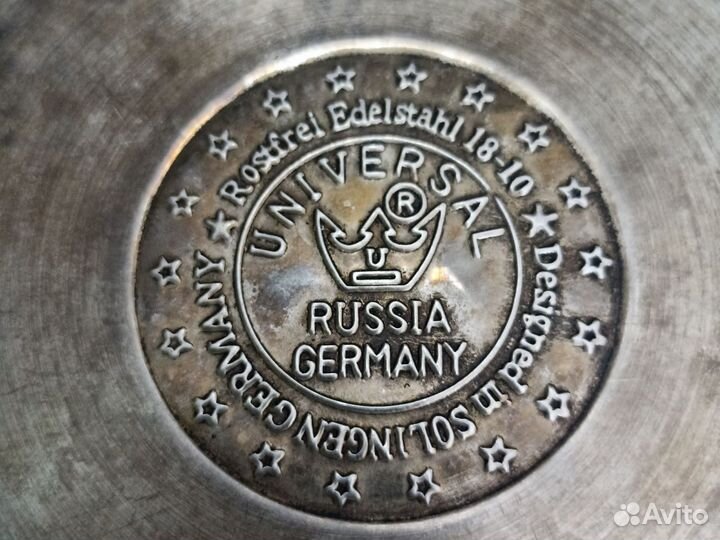 ★ Rostfrei Edelstahl 18-10 ★
Designed in SOLINGEN GERMANY
UNIVERSAL
®
U
RUSSIA
GERMANY
Avito